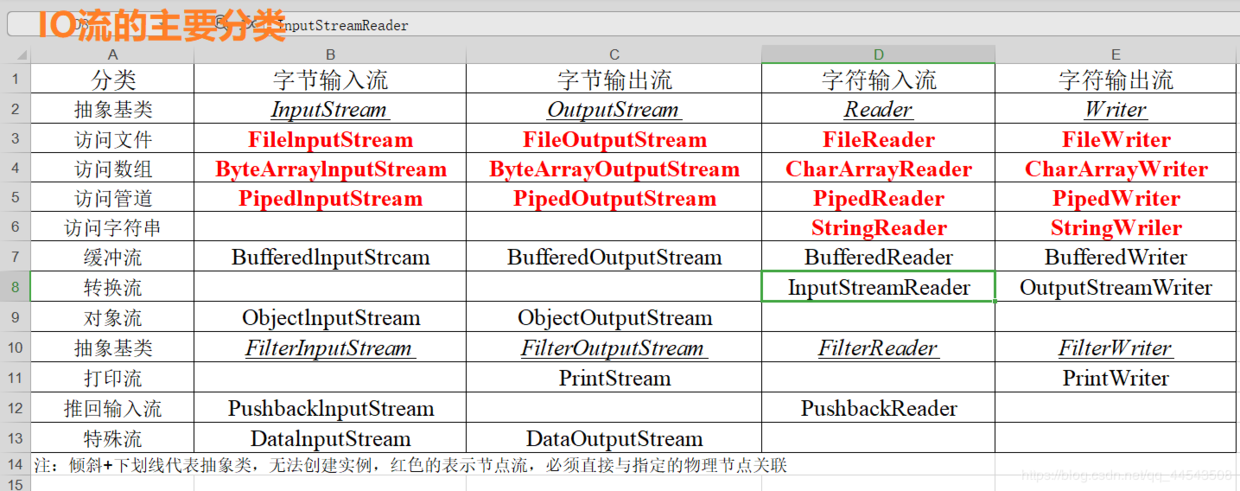 IO流的主要分类
InputStreamReader
A B C D E
1 分类 字节输入流 字节输出流 字符输入流 字符输出流
2 抽象基类 InputStream OutputStream Reader Writer
3 访问文件 FileInputStream FileOutputStream FileReader FileWriter
4 访问数组 ByteArrayInputStream ByteArrayOutputStream CharArrayReader CharArrayWriter
5 访问管道 PipedInputStream PipedOutputStream PipedReader PipedWriter
6 访问字符串 StringReader StringWriler
7 缓冲流 BufferedInputStrcam BufferedOutputStream BufferedReader BufferedWriter
8 转换流 InputStreamReader OutputStreamWriter
9 对象流 ObjectInputStream ObjectOutputStream
10 抽象基类 FilterInputStream FilterOutputStream FilterReader FilterWriter
11 打印流 PrintStream PrintWriter
12 推回输入流 PushbackInputStream PushbackReader
13 特殊流 DataInputStream DataOutputStream
14 注：倾斜+下划线代表抽象类，无法创建实例，红色的表示节点流，必须直接与指定的物理节点关联
15